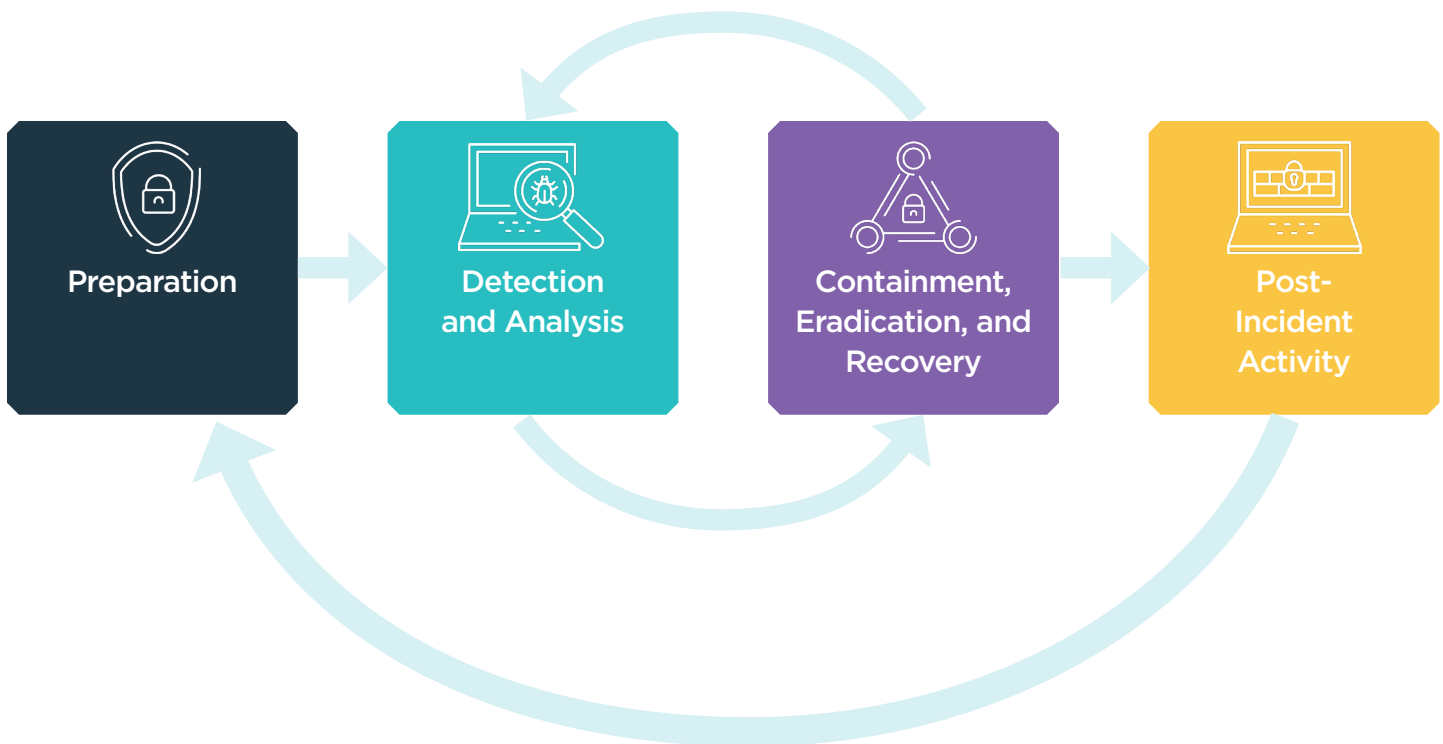 Preparation
Detection
and Analysis
Containment,
Eradication, and
Recovery
Post-
Incident
Activity